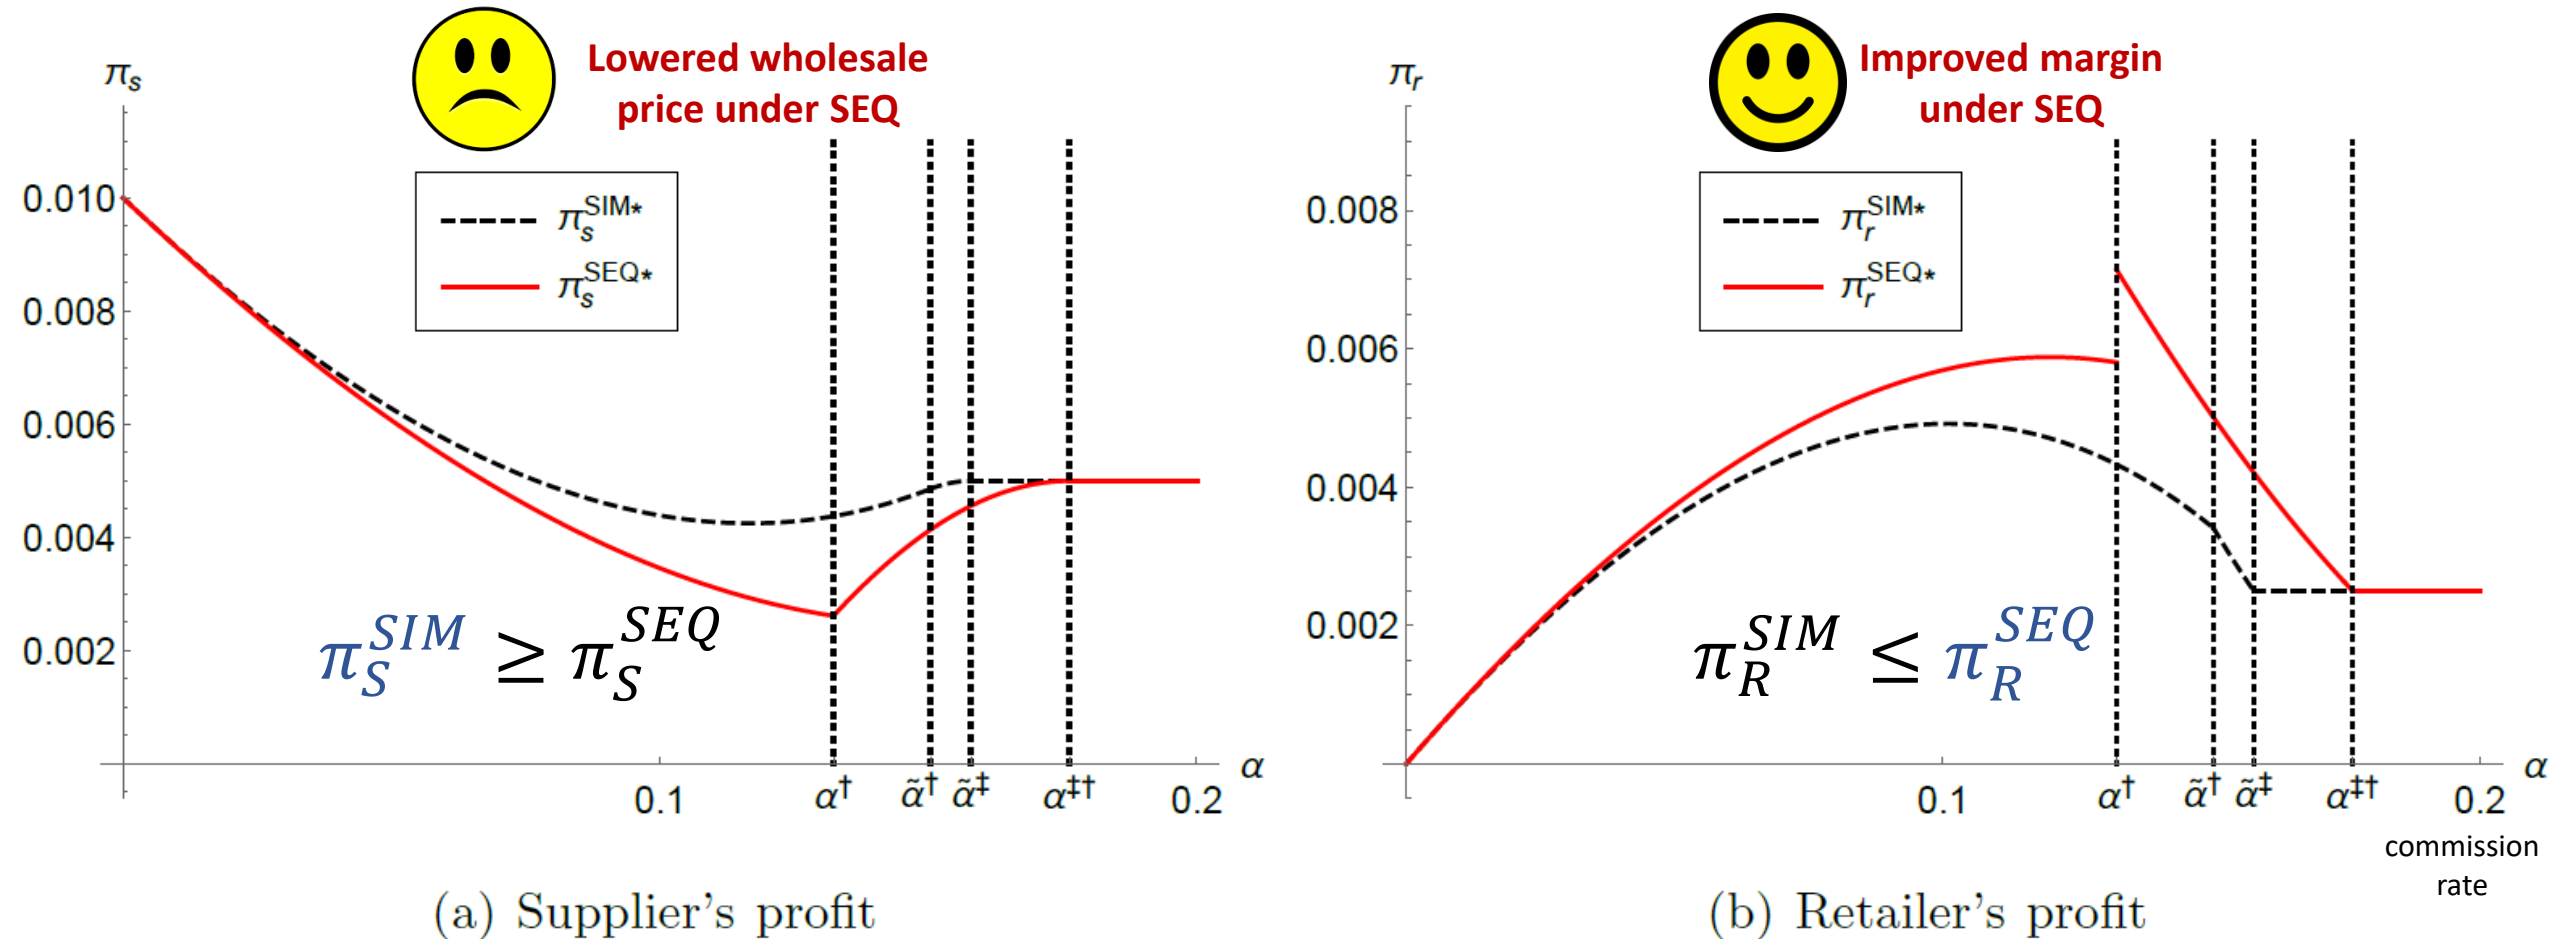 Lowered wholesale
price under SEQ
π_s
π_s^{SIM*}
π_s^{SEQ*}
0.010
0.008
0.006
0.004
0.002
π_S^{SIM} ≥ π_S^{SEQ}
0.1
α^†
α̃^†
α̃^‡
α^{‡†}
0.2
α
(a) Supplier's profit
Improved margin
under SEQ
π_r
π_r^{SIM*}
π_r^{SEQ*}
0.008
0.006
0.004
0.002
π_R^{SIM} ≤ π_R^{SEQ}
0.1
α^†
α̃^†
α̃^‡
α^{‡†}
0.2
α
commission
rate
(b) Retailer's profit